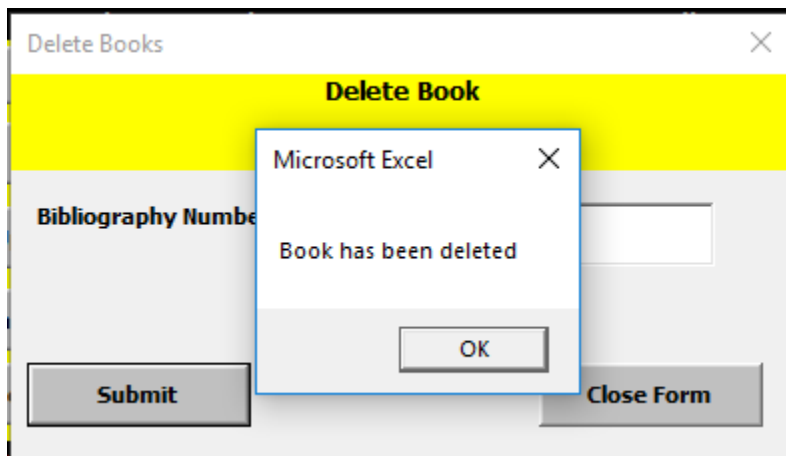 Delete Books
Delete Book
Microsoft Excel
Bibliography Numbe
Book has been deleted
OK
Submit
Close Form